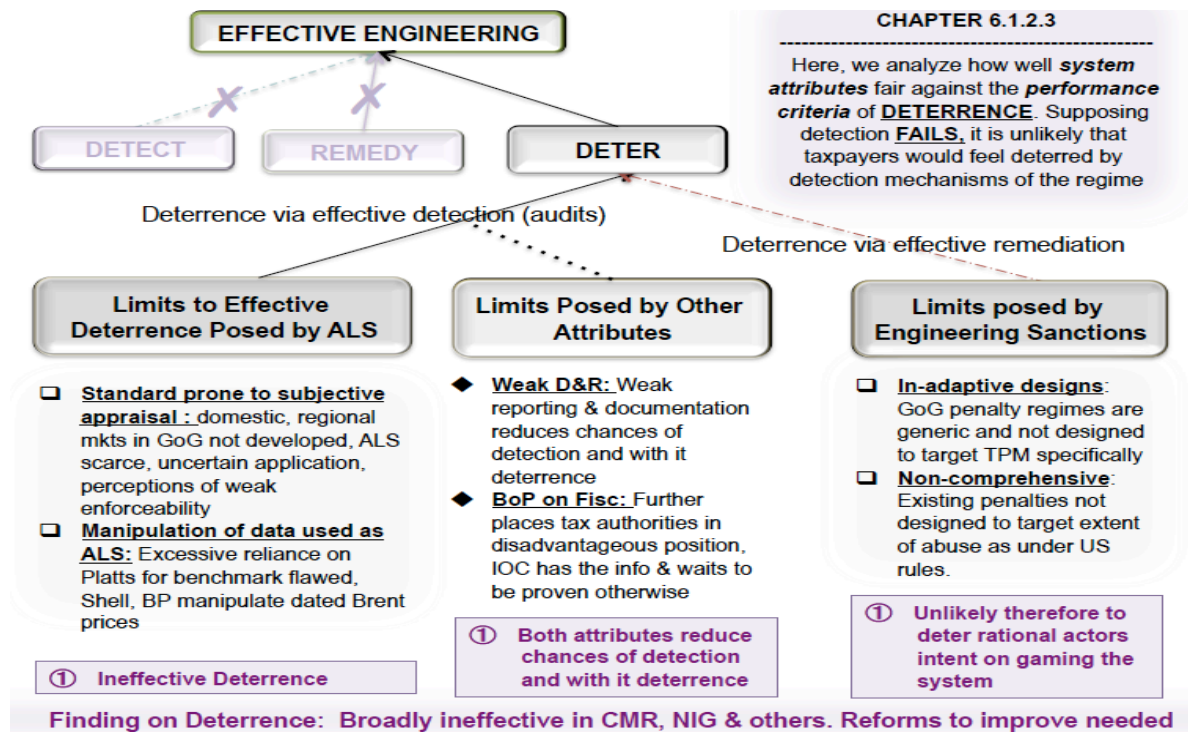 EFFECTIVE ENGINEERING
CHAPTER 6.1.2.3
----------------------------------------------------
Here, we analyze how well system
attributes fair against the performance
criteria of DETERRENCE. Supposing
detection FAILS, it is unlikely that
taxpayers would feel deterred by
detection mechanisms of the regime
DETECT
REMEDY
DETER
Deterrence via effective detection (audits)
Deterrence via effective remediation
Limits to Effective
Deterrence Posed by ALS
❑ Standard prone to subjective
appraisal : domestic, regional
mkts in GoG not developed, ALS
scarce, uncertain application,
perceptions of weak
enforceability
❑ Manipulation of data used as
ALS: Excessive reliance on
Platts for benchmark flawed,
Shell, BP manipulate dated Brent
prices
① Ineffective Deterrence
Limits Posed by Other
Attributes
◆ Weak D&R: Weak
reporting & documentation
reduces chances of
detection and with it
deterrence
◆ BoP on Fisc: Further
places tax authorities in
disadvantageous position,
IOC has the info & waits to
be proven otherwise
① Both attributes reduce
chances of detection
and with it deterrence
Limits posed by
Engineering Sanctions
❑ In-adaptive designs:
GoG penalty regimes are
generic and not designed
to target TPM specifically
❑ Non-comprehensive:
Existing penalties not
designed to target extent
of abuse as under US
rules.
① Unlikely therefore to
deter rational actors
intent on gaming the
system
Finding on Deterrence: Broadly ineffective in CMR, NIG & others. Reforms to improve needed